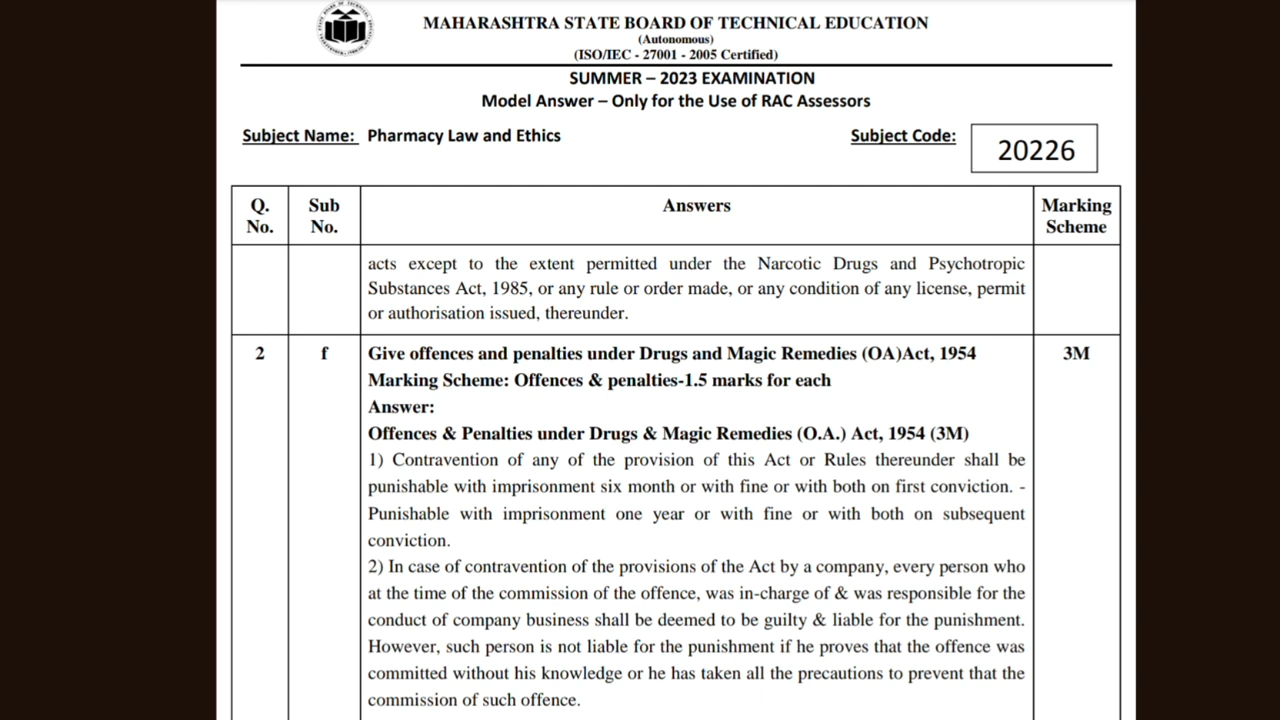 MAHARASHTRA STATE BOARD OF TECHNICAL EDUCATION
(Autonomous)
(ISO/IEC - 27001 - 2005 Certified)
SUMMER – 2023 EXAMINATION
Model Answer – Only for the Use of RAC Assessors
Subject Name: Pharmacy Law and Ethics Subject Code: 20226
Q. No. Sub No. Answers Marking Scheme
acts except to the extent permitted under the Narcotic Drugs and Psychotropic
Substances Act, 1985, or any rule or order made, or any condition of any license, permit
or authorisation issued, thereunder.
2 f Give offences and penalties under Drugs and Magic Remedies (OA)Act, 1954 3M
Marking Scheme: Offences & penalties-1.5 marks for each
Answer:
Offences & Penalties under Drugs & Magic Remedies (O.A.) Act, 1954 (3M)
1) Contravention of any of the provision of this Act or Rules thereunder shall be
punishable with imprisonment six month or with fine or with both on first conviction. -
Punishable with imprisonment one year or with fine or with both on subsequent
conviction.
2) In case of contravention of the provisions of the Act by a company, every person who
at the time of the commission of the offence, was in-charge of & was responsible for the
conduct of company business shall be deemed to be guilty & liable for the punishment.
However, such person is not liable for the punishment if he proves that the offence was
committed without his knowledge or he has taken all the precautions to prevent that the
commission of such offence.